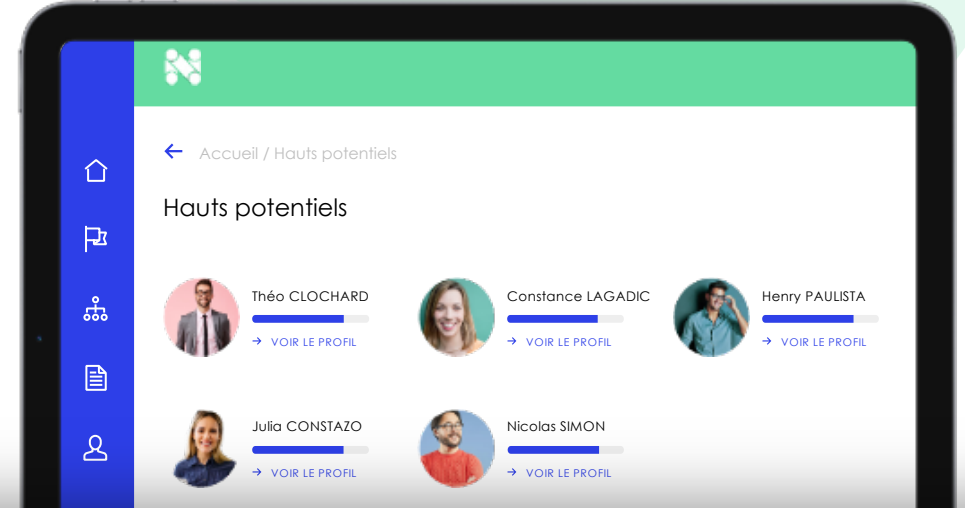 Accueil / Hauts potentiels
Hauts potentiels
Théo CLOCHARD
VOIR LE PROFIL
Constance LAGADIC
VOIR LE PROFIL
Henry PAULISTA
VOIR LE PROFIL
Julia CONSTAZO
VOIR LE PROFIL
Nicolas SIMON
VOIR LE PROFIL